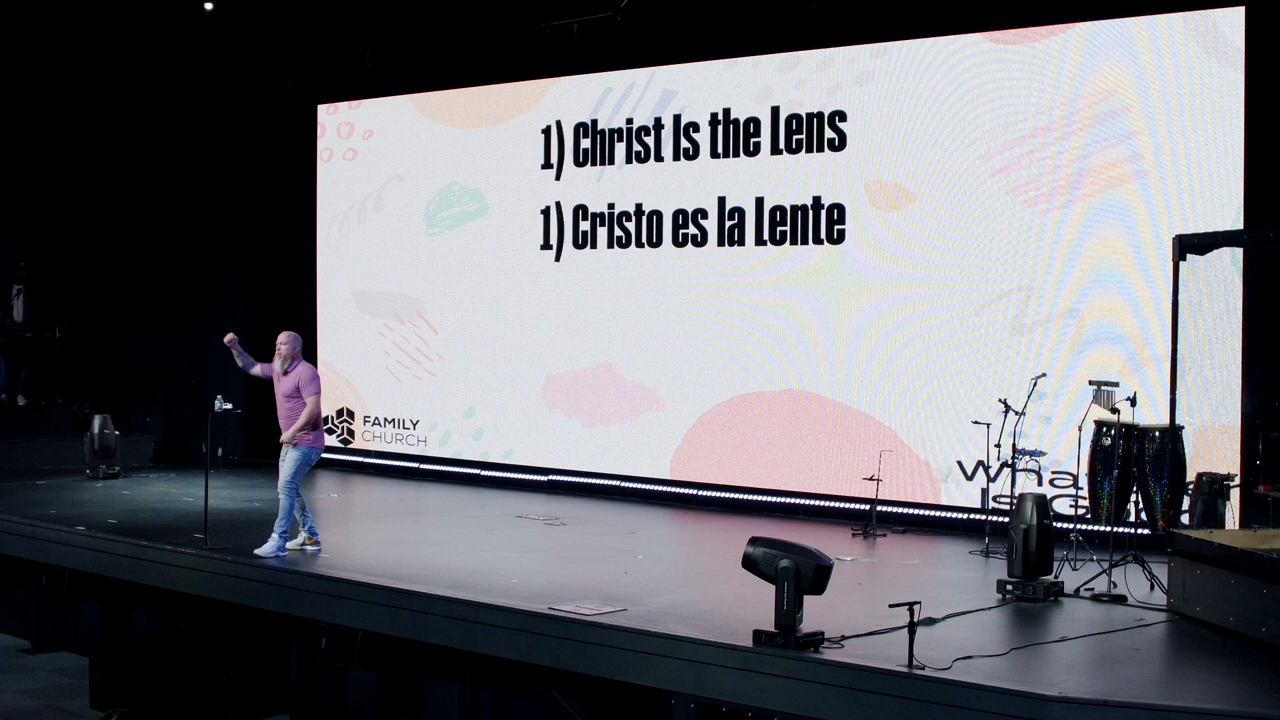 1) Christ Is the Lens
1) Cristo es la Lente
FAMILY
CHURCH